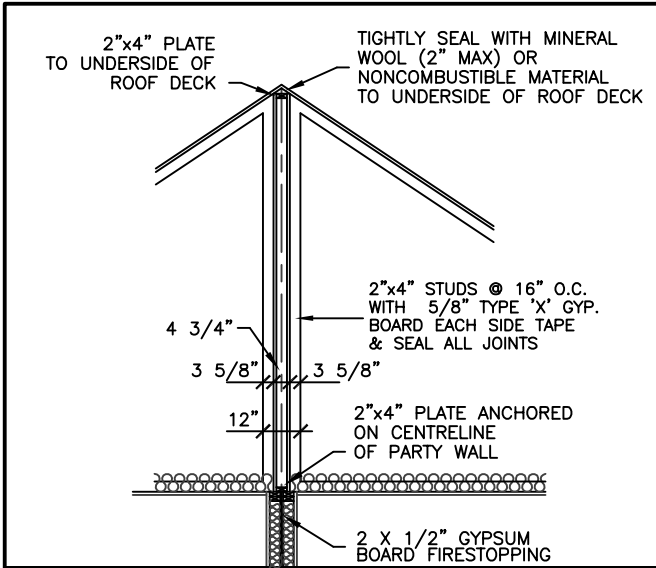 2"x4" PLATE
TO UNDERSIDE OF
ROOF DECK
TIGHTLY SEAL WITH MINERAL
WOOL (2" MAX) OR
NONCOMBUSTIBLE MATERIAL
TO UNDERSIDE OF ROOF DECK
2"x4" STUDS @ 16" O.C.
WITH 5/8" TYPE 'X' GYP.
BOARD EACH SIDE TAPE
& SEAL ALL JOINTS
4 3/4"
3 5/8"
3 5/8"
12"
2"x4" PLATE ANCHORED
ON CENTRELINE
OF PARTY WALL
2 X 1/2" GYPSUM
BOARD FIRESTOPPING